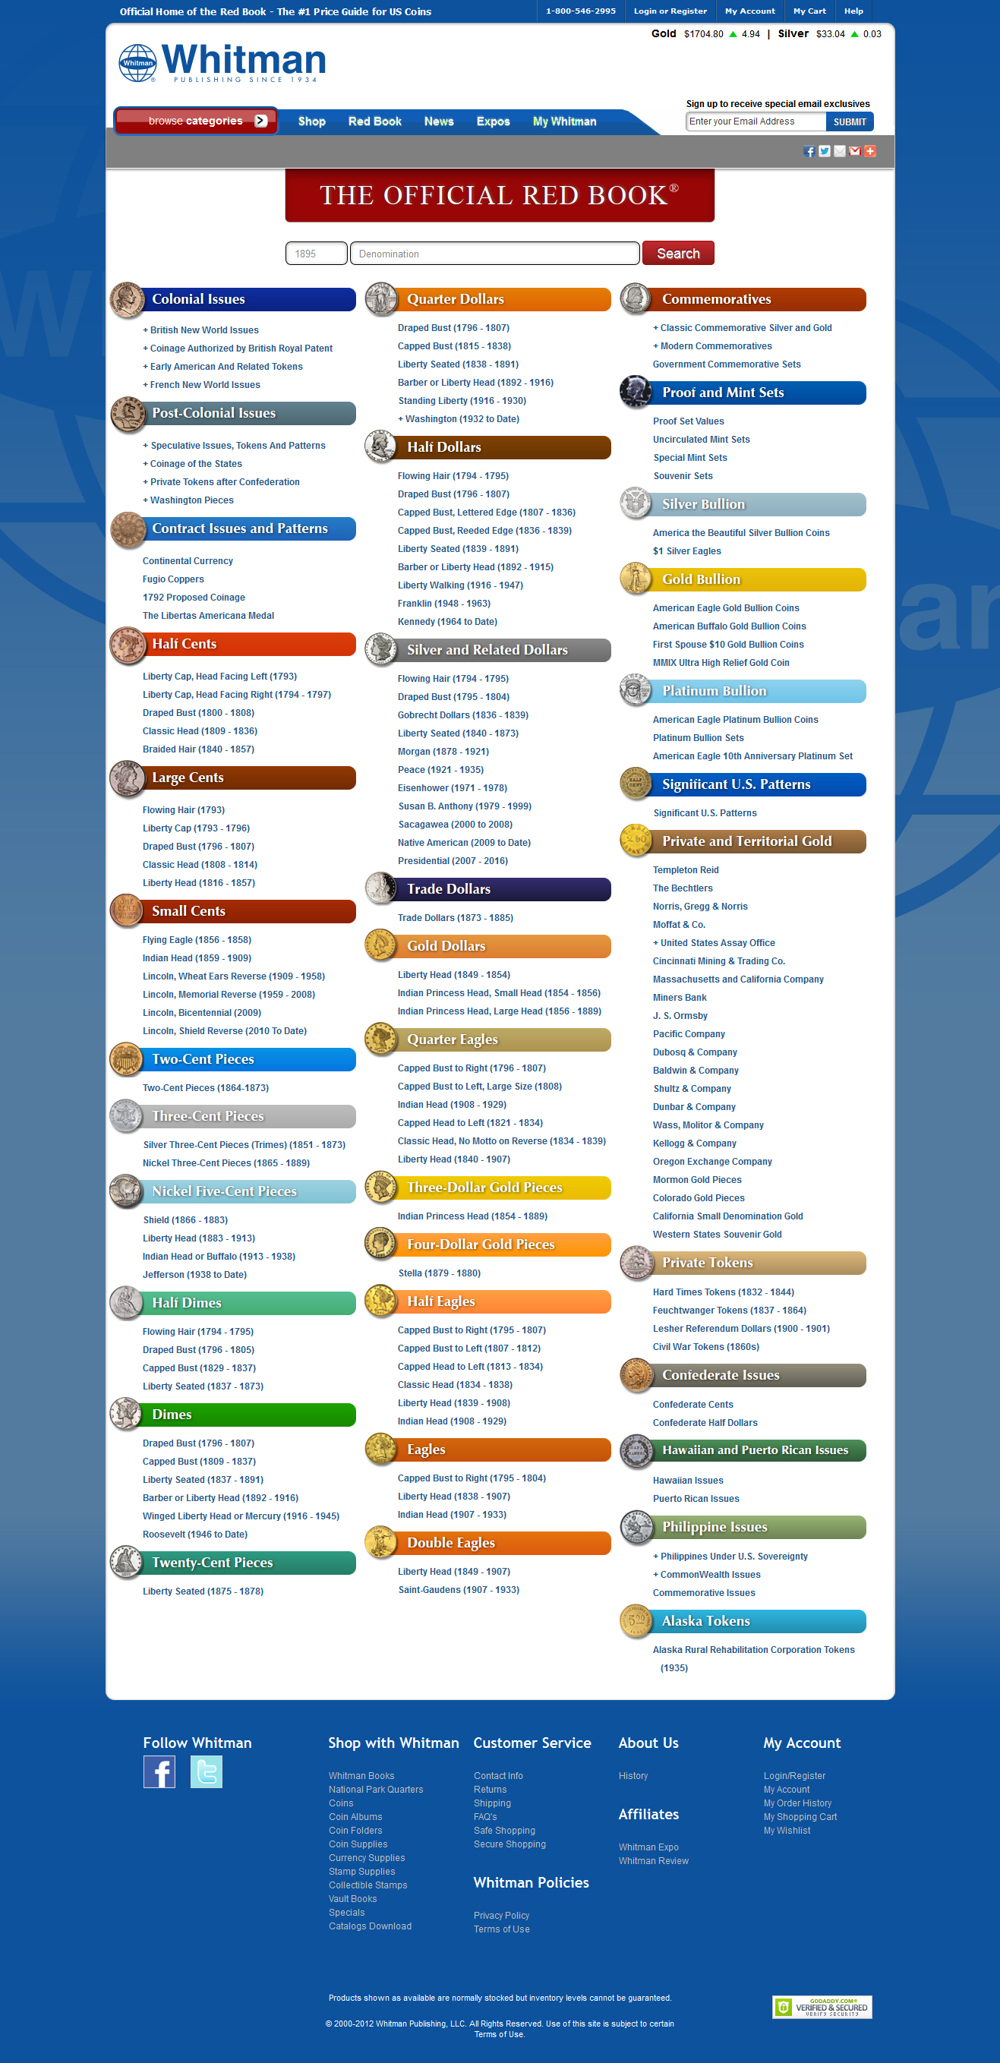 Official Home of the Red Book - The #1 Price Guide for US Coins
1-800-546-2995
Login or Register
My Account
My Cart
Help
Gold $1704.80 4.94 | Silver $33.04 0.03
Whitman
Whitman
PUBLISHING SINCE 1934
Sign up to receive special email exclusives
Enter your Email Address
SUBMIT
browse categories
Shop
Red Book
News
Expos
My Whitman
THE OFFICIAL RED BOOK®
1895
Denomination
Search
Colonial Issues
+ British New World Issues
+ Coinage Authorized by British Royal Patent
+ Early American And Related Tokens
+ French New World Issues
Post-Colonial Issues
+ Speculative Issues, Tokens And Patterns
+ Coinage of the States
+ Private Tokens after Confederation
+ Washington Pieces
Contract Issues and Patterns
Continental Currency
Fugio Coppers
1792 Proposed Coinage
The Libertas Americana Medal
Half Cents
Liberty Cap, Head Facing Left (1793)
Liberty Cap, Head Facing Right (1794 - 1797)
Draped Bust (1800 - 1808)
Classic Head (1809 - 1836)
Braided Hair (1840 - 1857)
Large Cents
Flowing Hair (1793)
Liberty Cap (1793 - 1796)
Draped Bust (1796 - 1807)
Classic Head (1808 - 1814)
Liberty Head (1816 - 1857)
Small Cents
Flying Eagle (1856 - 1858)
Indian Head (1859 - 1909)
Lincoln, Wheat Ears Reverse (1909 - 1958)
Lincoln, Memorial Reverse (1959 - 2008)
Lincoln, Bicentennial (2009)
Lincoln, Shield Reverse (2010 To Date)
Two-Cent Pieces
Two-Cent Pieces (1864-1873)
Three-Cent Pieces
Silver Three-Cent Pieces (Trimes) (1851 - 1873)
Nickel Three-Cent Pieces (1865 - 1889)
Nickel Five-Cent Pieces
Shield (1866 - 1883)
Liberty Head (1883 - 1913)
Indian Head or Buffalo (1913 - 1938)
Jefferson (1938 to Date)
Half Dimes
Flowing Hair (1794 - 1795)
Draped Bust (1796 - 1805)
Capped Bust (1829 - 1837)
Liberty Seated (1837 - 1873)
Dimes
Draped Bust (1796 - 1807)
Capped Bust (1809 - 1837)
Liberty Seated (1837 - 1891)
Barber or Liberty Head (1892 - 1916)
Winged Liberty Head or Mercury (1916 - 1945)
Roosevelt (1946 to Date)
Twenty-Cent Pieces
Liberty Seated (1875 - 1878)
Quarter Dollars
Draped Bust (1796 - 1807)
Capped Bust (1815 - 1838)
Liberty Seated (1838 - 1891)
Barber or Liberty Head (1892 - 1916)
Standing Liberty (1916 - 1930)
+ Washington (1932 to Date)
Half Dollars
Flowing Hair (1794 - 1795)
Draped Bust (1796 - 1807)
Capped Bust, Lettered Edge (1807 - 1836)
Capped Bust, Reeded Edge (1836 - 1839)
Liberty Seated (1839 - 1891)
Barber or Liberty Head (1892 - 1915)
Liberty Walking (1916 - 1947)
Franklin (1948 - 1963)
Kennedy (1964 to Date)
Silver and Related Dollars
Flowing Hair (1794 - 1795)
Draped Bust (1795 - 1804)
Gobrecht Dollars (1836 - 1839)
Liberty Seated (1840 - 1873)
Morgan (1878 - 1921)
Peace (1921 - 1935)
Eisenhower (1971 - 1978)
Susan B. Anthony (1979 - 1999)
Sacagawea (2000 to 2008)
Native American (2009 to Date)
Presidential (2007 - 2016)
Trade Dollars
Trade Dollars (1873 - 1885)
Gold Dollars
Liberty Head (1849 - 1854)
Indian Princess Head, Small Head (1854 - 1856)
Indian Princess Head, Large Head (1856 - 1889)
Quarter Eagles
Capped Bust to Right (1796 - 1807)
Capped Bust to Left, Large Size (1808)
Indian Head (1908 - 1929)
Capped Head to Left (1821 - 1834)
Classic Head, No Motto on Reverse (1834 - 1839)
Liberty Head (1840 - 1907)
Three-Dollar Gold Pieces
Indian Princess Head (1854 - 1889)
Four-Dollar Gold Pieces
Stella (1879 - 1880)
Half Eagles
Capped Bust to Right (1795 - 1807)
Capped Bust to Left (1807 - 1812)
Capped Head to Left (1813 - 1834)
Classic Head (1834 - 1838)
Liberty Head (1839 - 1908)
Indian Head (1908 - 1929)
Eagles
Capped Bust to Right (1795 - 1804)
Liberty Head (1838 - 1907)
Indian Head (1907 - 1933)
Double Eagles
Liberty Head (1849 - 1907)
Saint-Gaudens (1907 - 1933)
Commemoratives
+ Classic Commemorative Silver and Gold
+ Modern Commemoratives
Government Commemorative Sets
Proof and Mint Sets
Proof Set Values
Uncirculated Mint Sets
Special Mint Sets
Souvenir Sets
Silver Bullion
America the Beautiful Silver Bullion Coins
$1 Silver Eagles
Gold Bullion
American Eagle Gold Bullion Coins
American Buffalo Gold Bullion Coins
First Spouse $10 Gold Bullion Coins
MMIX Ultra High Relief Gold Coin
Platinum Bullion
American Eagle Platinum Bullion Coins
Platinum Bullion Sets
American Eagle 10th Anniversary Platinum Set
Significant U.S. Patterns
Significant U.S. Patterns
Private and Territorial Gold
Templeton Reid
The Bechtlers
Norris, Gregg & Norris
Moffat & Co.
+ United States Assay Office
Cincinnati Mining & Trading Co.
Massachusetts and California Company
Miners Bank
J. S. Ormsby
Pacific Company
Dubosq & Company
Baldwin & Company
Shultz & Company
Dunbar & Company
Wass, Molitor & Company
Kellogg & Company
Oregon Exchange Company
Mormon Gold Pieces
Colorado Gold Pieces
California Small Denomination Gold
Western States Souvenir Gold
Private Tokens
Hard Times Tokens (1832 - 1844)
Feuchtwanger Tokens (1837 - 1864)
Lesher Referendum Dollars (1900 - 1901)
Civil War Tokens (1860s)
Confederate Issues
Confederate Cents
Confederate Half Dollars
Hawaiian and Puerto Rican Issues
Hawaiian Issues
Puerto Rican Issues
Philippine Issues
+ Philippines Under U.S. Sovereignty
+ CommonWealth Issues
Commemorative Issues
Alaska Tokens
Alaska Rural Rehabilitation Corporation Tokens
(1935)
Follow Whitman
Shop with Whitman
Whitman Books
National Park Quarters
Coins
Coin Albums
Coin Folders
Coin Supplies
Currency Supplies
Stamp Supplies
Collectible Stamps
Vault Books
Specials
Catalogs Download
Customer Service
Contact Info
Returns
Shipping
FAQ's
Safe Shopping
Secure Shopping
Whitman Policies
Privacy Policy
Terms of Use
About Us
History
Affiliates
Whitman Expo
Whitman Review
My Account
Login/Register
My Account
My Order History
My Shopping Cart
My Wishlist
Products shown as available are normally stocked but inventory levels cannot be guaranteed.
© 2000-2012 Whitman Publishing, LLC. All Rights Reserved. Use of this site is subject to certain
Terms of Use.
GODADDY.COM®
VERIFIED & SECURED
VERIFY SECURITY